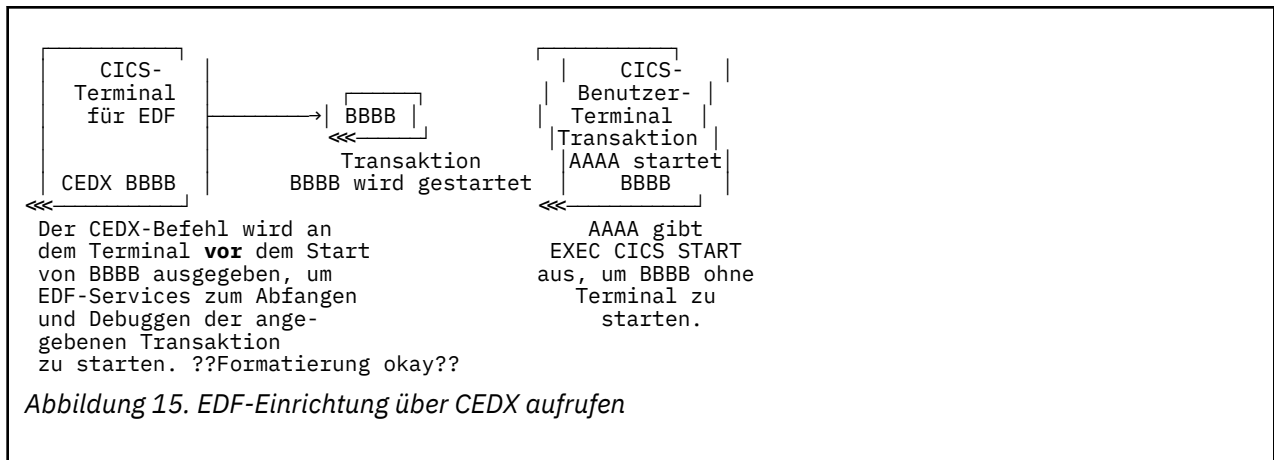 CICS- CICS-
Terminal Benutzer-
für EDF → BBBB Terminal
<<< Transaktion
Transaktion AAAA startet
CEDX BBBB BBBB wird gestartet BBBB
<<< <<<
Der CEDX-Befehl wird an AAAA gibt
dem Terminal vor dem Start EXEC CICS START
von BBBB ausgegeben, um aus, um BBBB ohne
EDF-Services zum Abfangen Terminal zu
und Debuggen der ange- starten.
gebenen Transaktion
zu starten. ??Formatierung okay??
Abbildung 15. EDF-Einrichtung über CEDX aufrufen